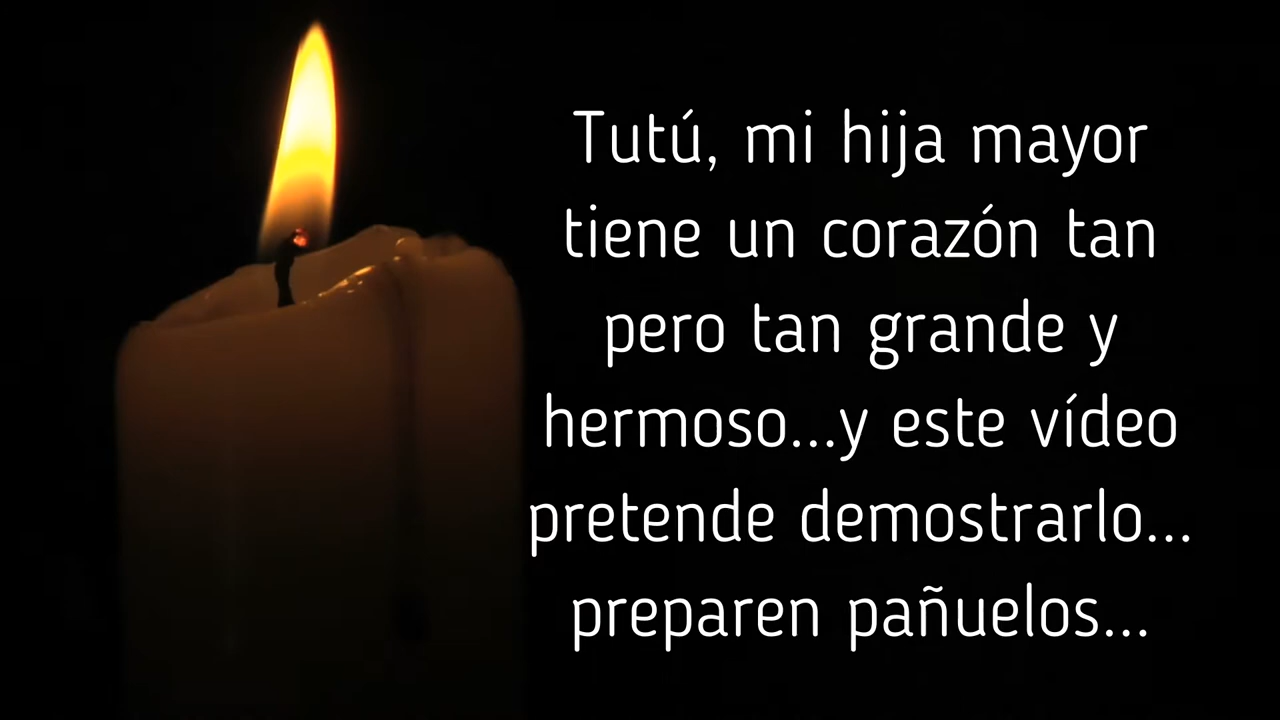 Tutú, mi hija mayor
tiene un corazón tan
pero tan grande y
hermoso...y este vídeo
pretende demostrarlo...
preparen pañuelos...